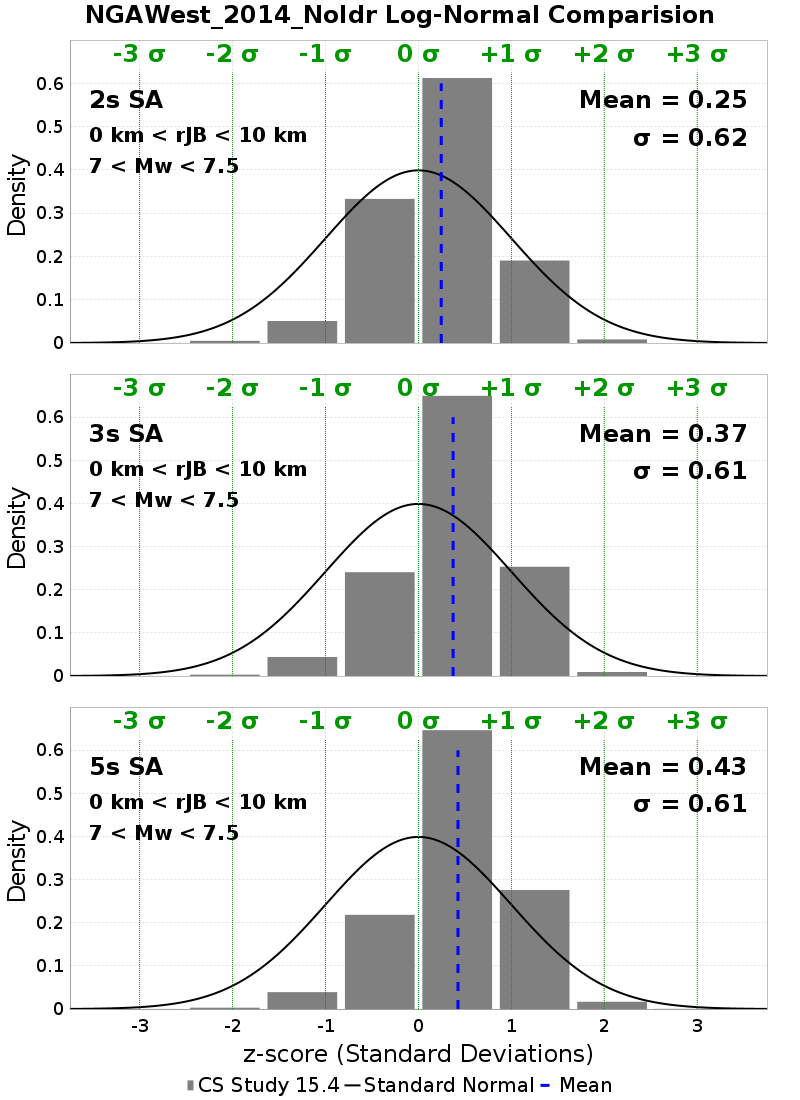 NGAWest_2014_NoIdr Log-Normal Comparision
-3 σ -2 σ -1 σ 0 σ +1 σ +2 σ +3 σ
0.6
2s SA Mean = 0.25
0.5
0 km < rJB < 10 km σ = 0.62
7 < Mw < 7.5
0.4
Density
0.3
0.2
0.1
0
-3 σ -2 σ -1 σ 0 σ +1 σ +2 σ +3 σ
0.6
3s SA Mean = 0.37
0.5
0 km < rJB < 10 km σ = 0.61
7 < Mw < 7.5
0.4
Density
0.3
0.2
0.1
0
-3 σ -2 σ -1 σ 0 σ +1 σ +2 σ +3 σ
0.6
5s SA Mean = 0.43
0.5
0 km < rJB < 10 km σ = 0.61
7 < Mw < 7.5
0.4
Density
0.3
0.2
0.1
0
-3 -2 -1 0 1 2 3
z-score (Standard Deviations)
CS Study 15.4 Standard Normal Mean